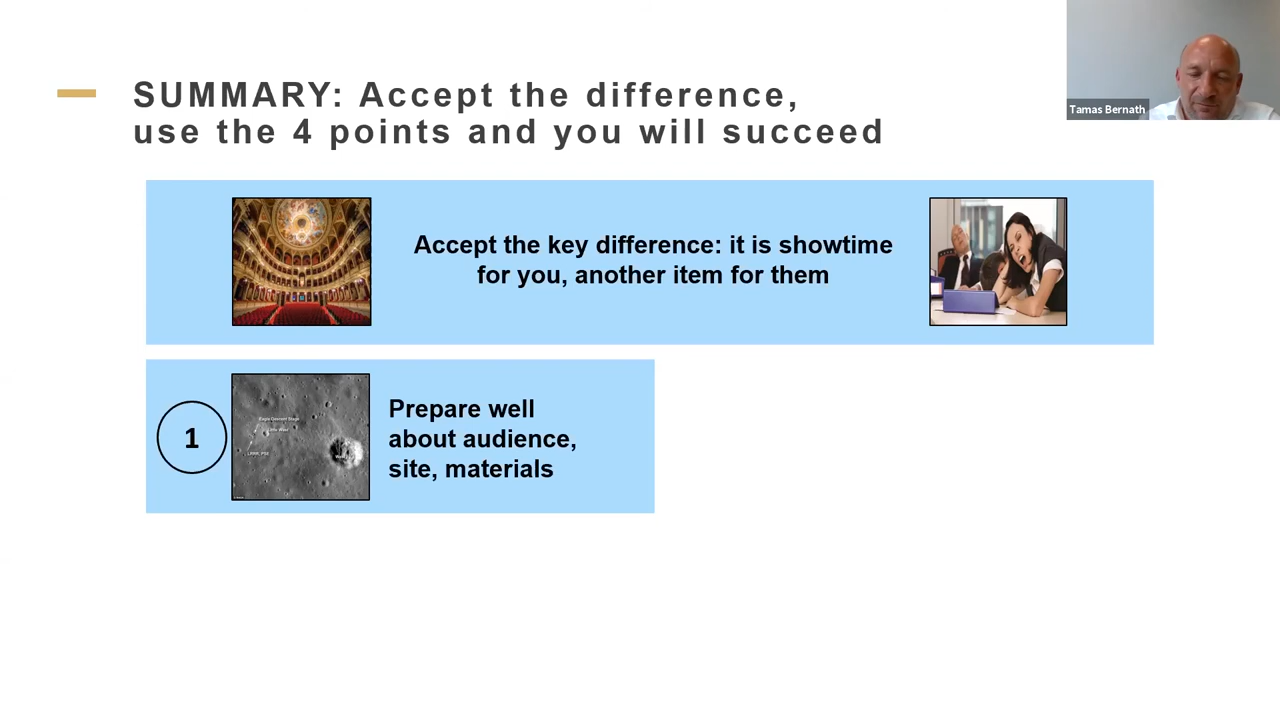 Tamas Bernath
SUMMARY: Accept the difference,
use the 4 points and you will succeed
Accept the key difference: it is showtime
for you, another item for them
1
Prepare well
about audience,
site, materials